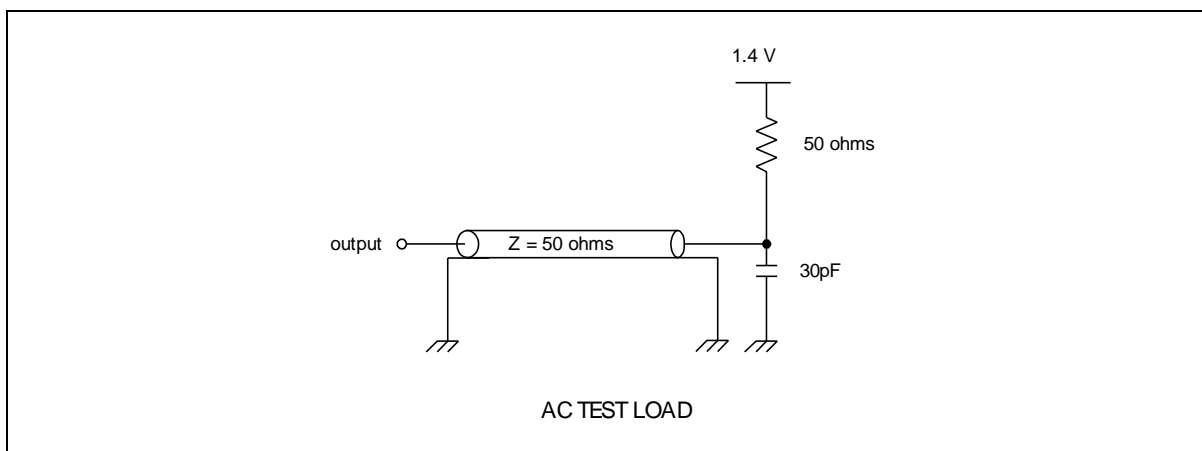 1.4 V
50 ohms
output
Z = 50 ohms
30pF
AC TEST LOAD